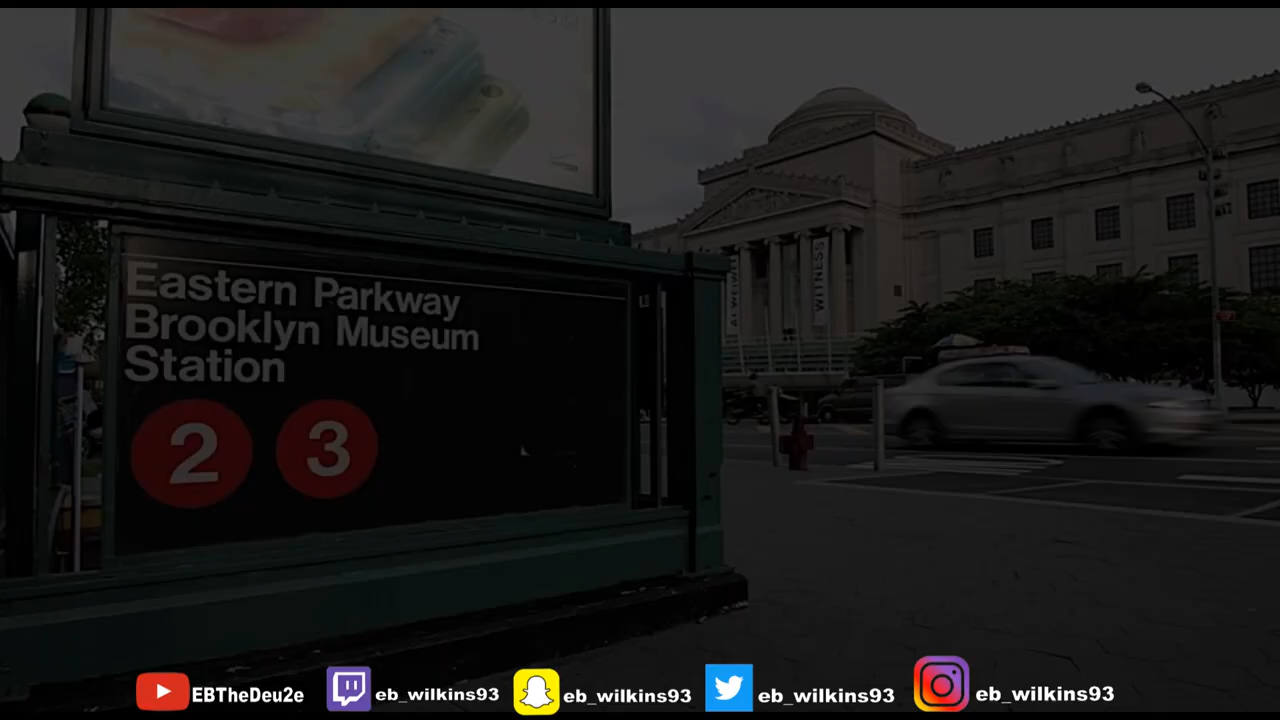 Eastern Parkway
Brooklyn Museum
Station
2 3
WITNESS
EBTheDeu2e
eb_wilkins93
eb_wilkins93
eb_wilkins93
eb_wilkins93